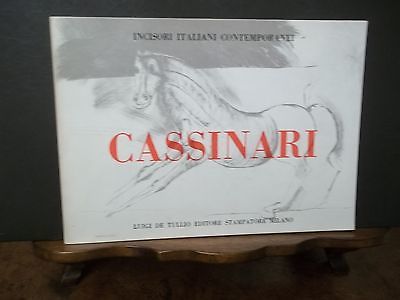 INCISORI ITALIANI CONTEMPORANEI
CASSINARI
LUIGI DE TULLIO EDITORE STAMPATORE MILANO